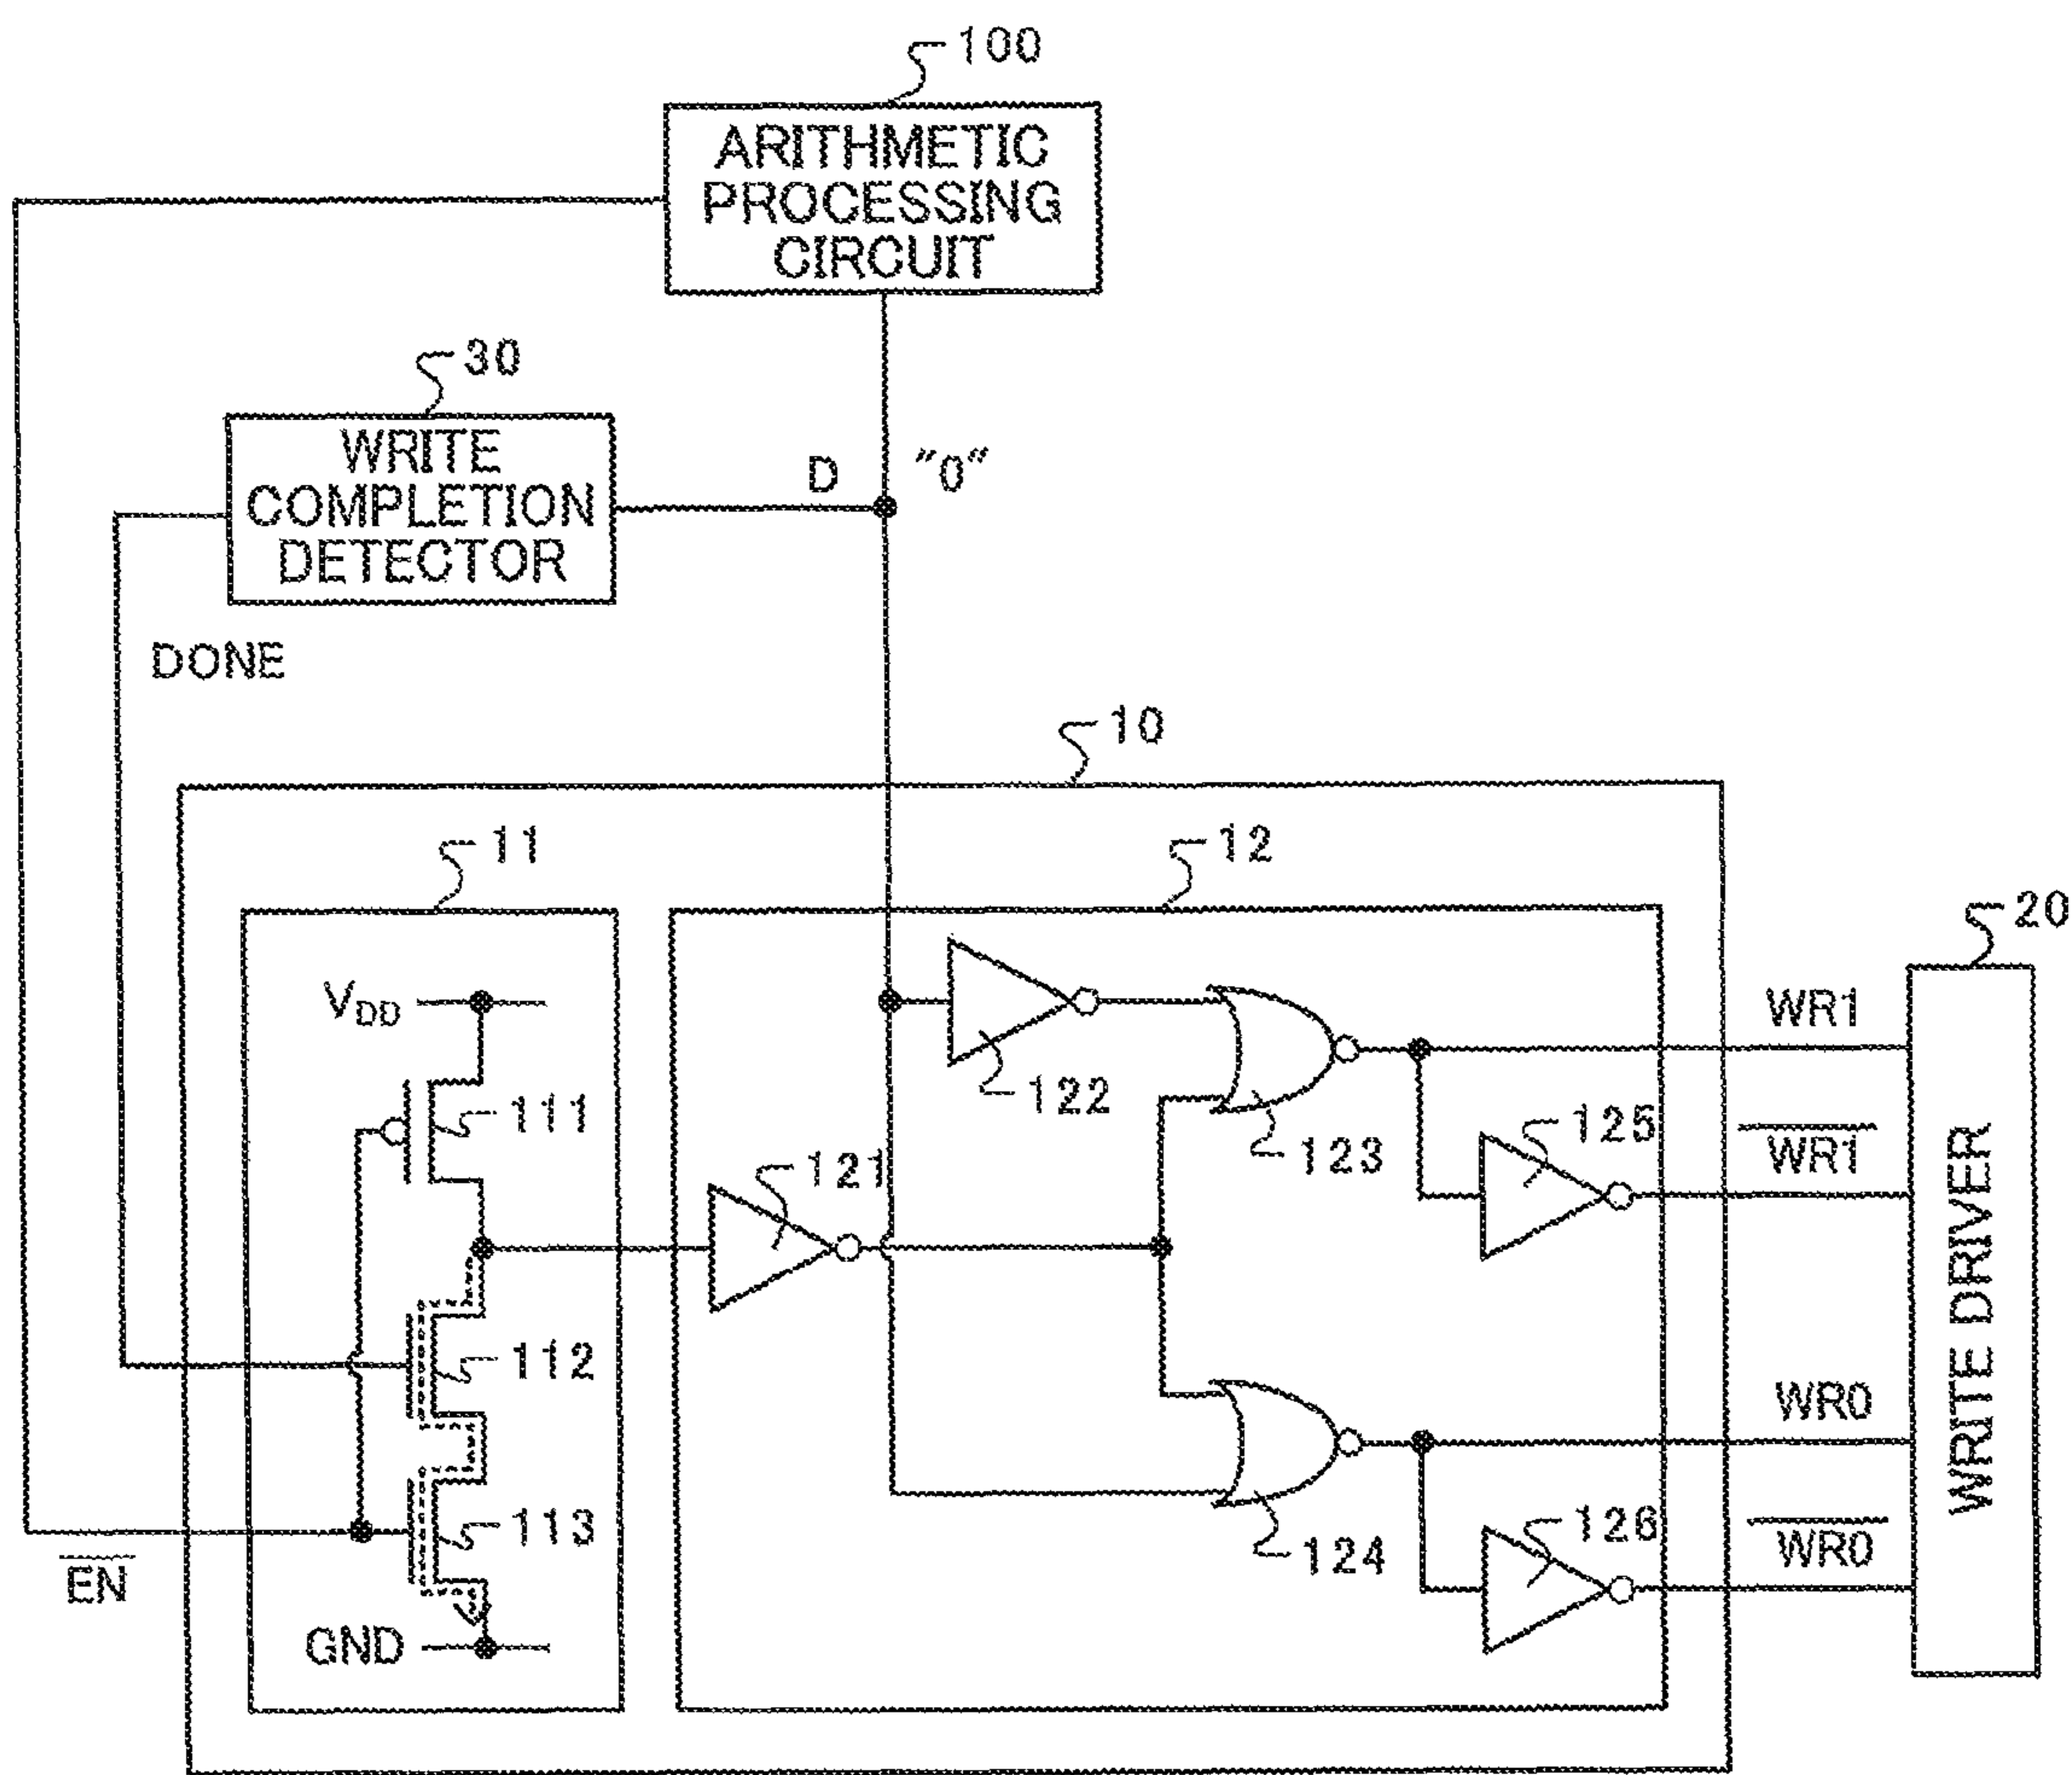 100
ARITHMETIC
PROCESSING
CIRCUIT
30
WRITE
COMPLETION
DETECTOR
D
"0"
DONE
10
11
12
20
VDD
111
112
113
EN
GND
121
122
123
124
125
126
WR1
WR1
WR0
WR0
WRITE DRIVER